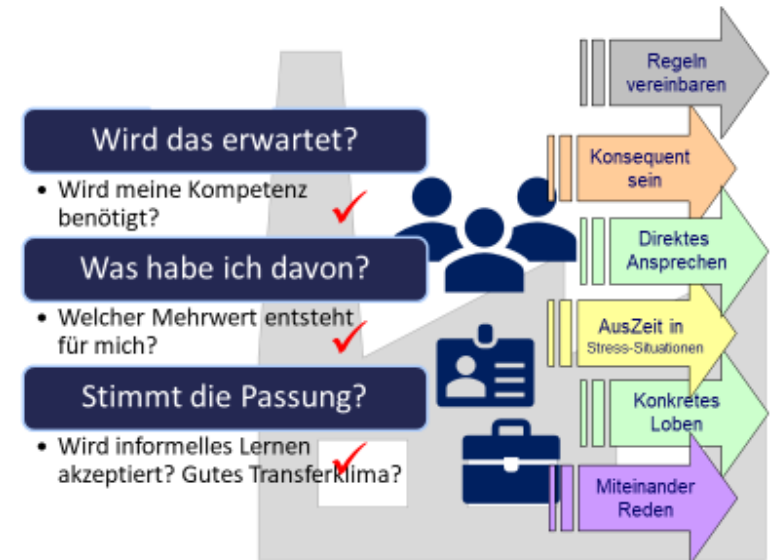 Wird das erwartet?
• Wird meine Kompetenz
benötigt?
Was habe ich davon?
• Welcher Mehrwert entsteht
für mich?
Stimmt die Passung?
• Wird informelles Lernen
akzeptiert? Gutes Transferklima?
Regeln
vereinbaren
Konsequent
sein
Direktes
Ansprechen
AusZeit in
Stress-Situationen
Konkretes
Loben
Miteinander
Reden